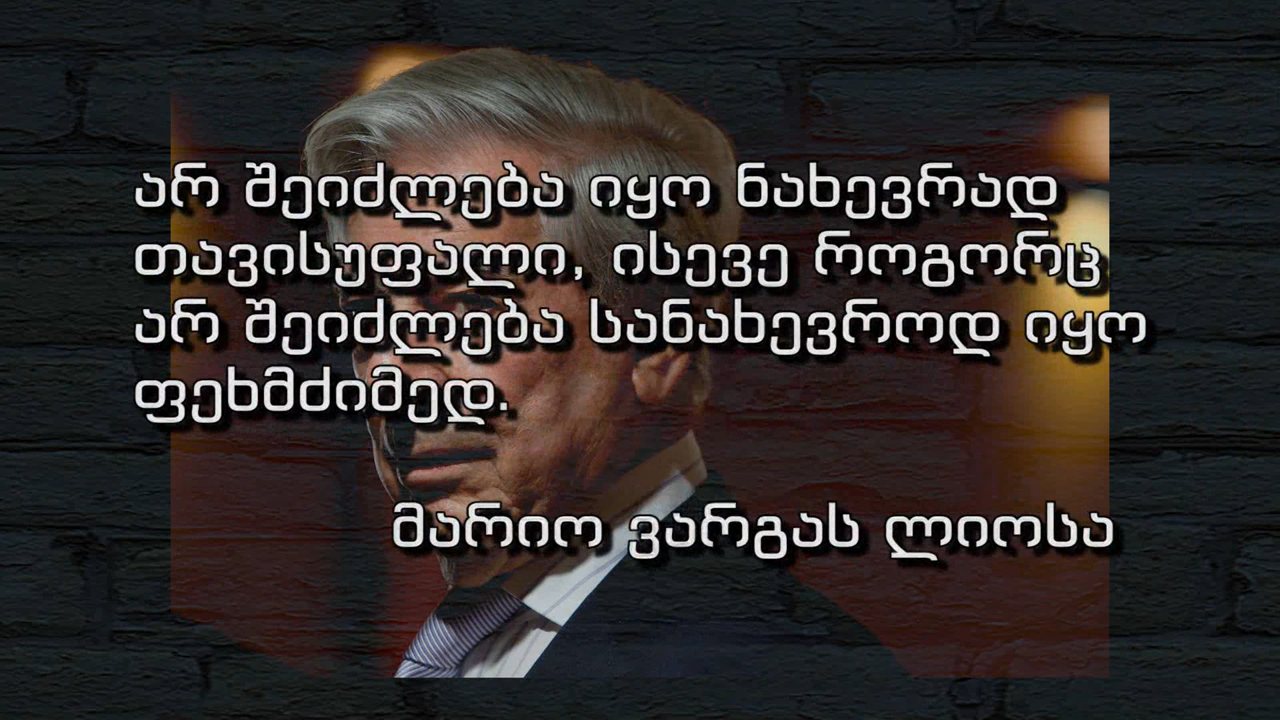 არ შეიძლება იყო ნახევრად
თავისუფალი, ისევე როგორც
არ შეიძლება სანახევროდ იყო
ფეხმძიმედ.
მარიო ვარგას ლიოსა